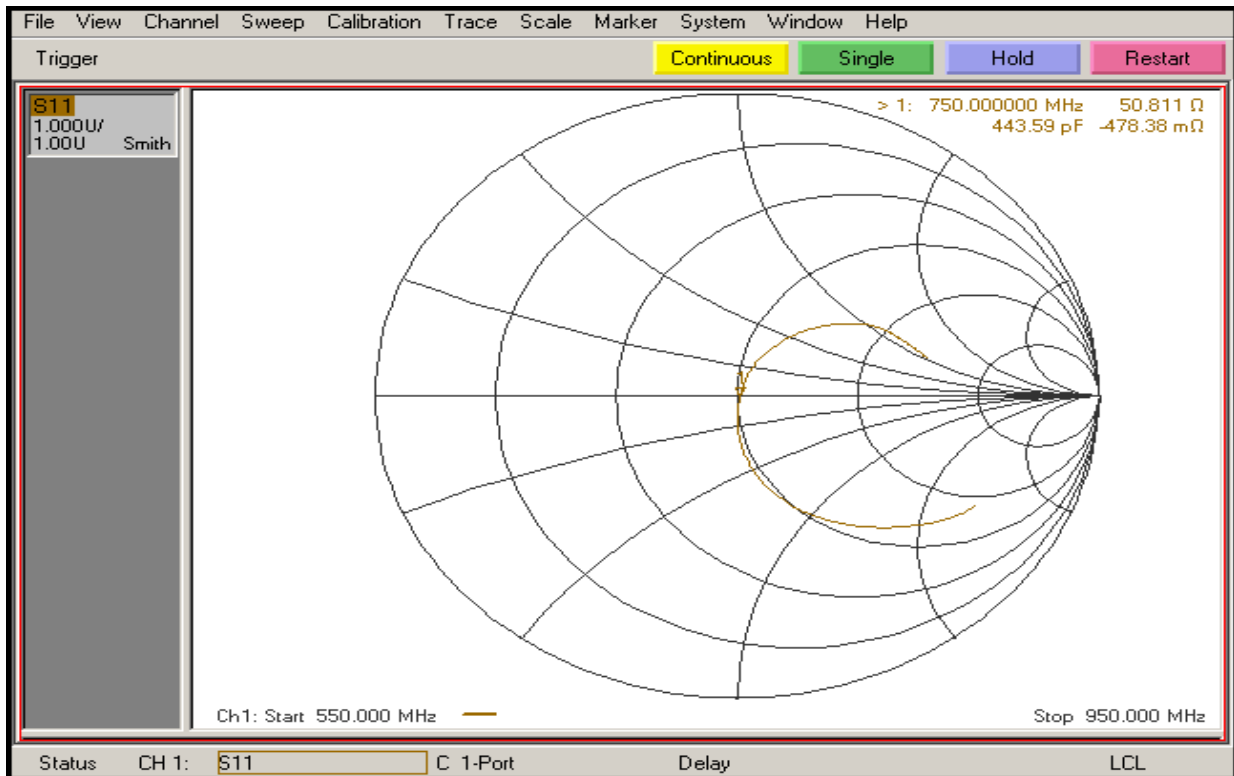 File View Channel Sweep Calibration Trace Scale Marker System Window Help
Trigger Continuous Single Hold Restart
S11
1.000U/
1.00U Smith
> 1: 750.000000 MHz 50.811 Ω
443.59 pF -478.38 mΩ
Ch1: Start 550.000 MHz Stop 950.000 MHz
Status CH 1: S11 C 1-Port Delay LCL